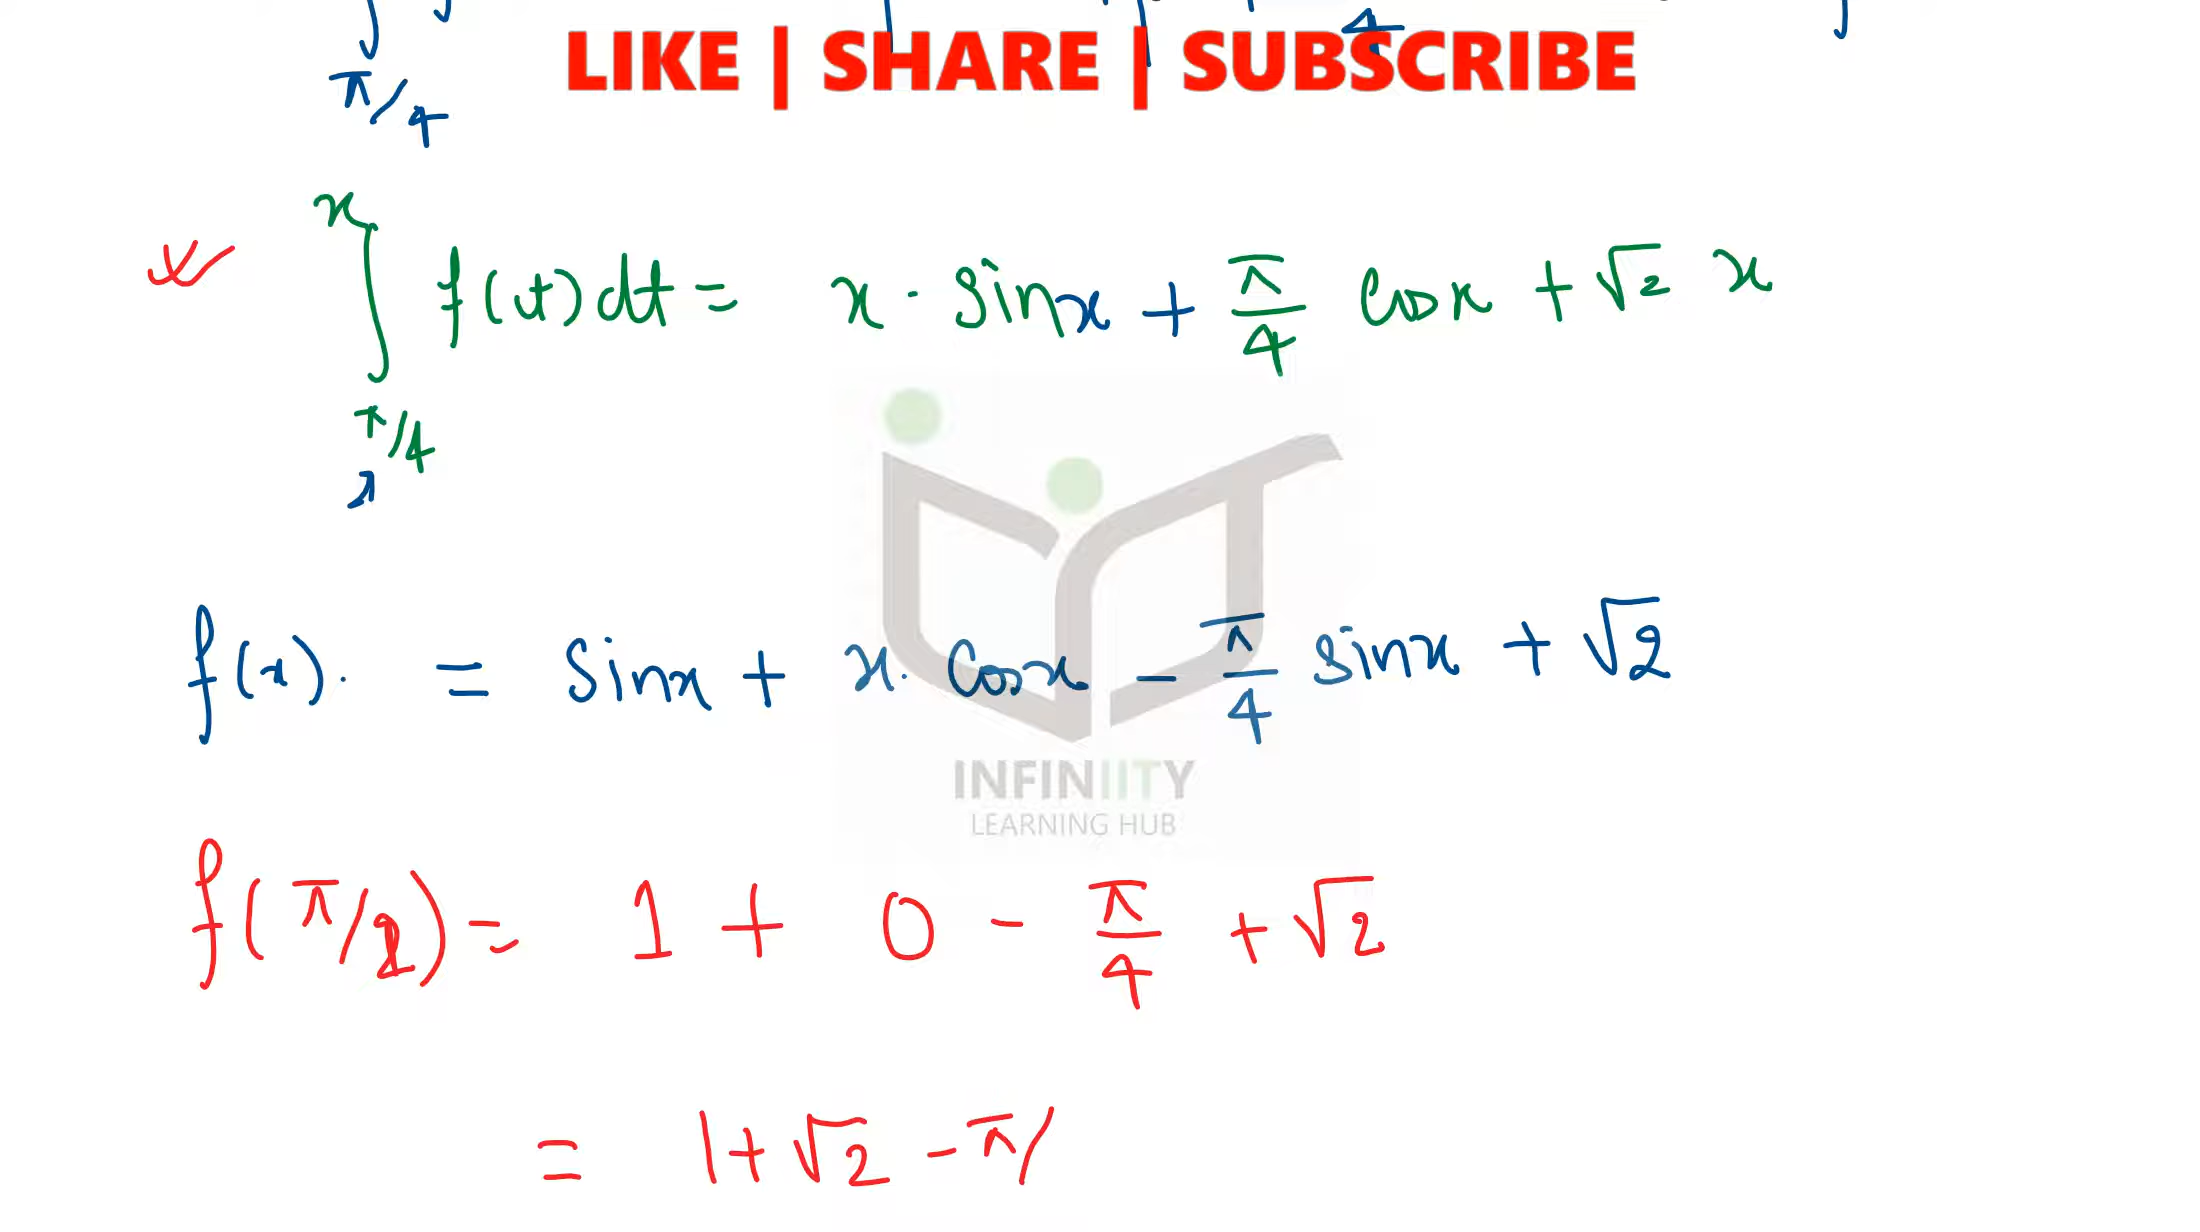 LIKE | SHARE | SUBSCRIBE
π/4
x
∫ f(t)dt = x · sinx + π/4 cosx + √2 x
π/4
f(x). = sinx + x. cosx − π/4 sinx + √2
INFINIITY
LEARNING HUB
f(π/2) = 1 + 0 − π/4 + √2
= 1+√2 − π/